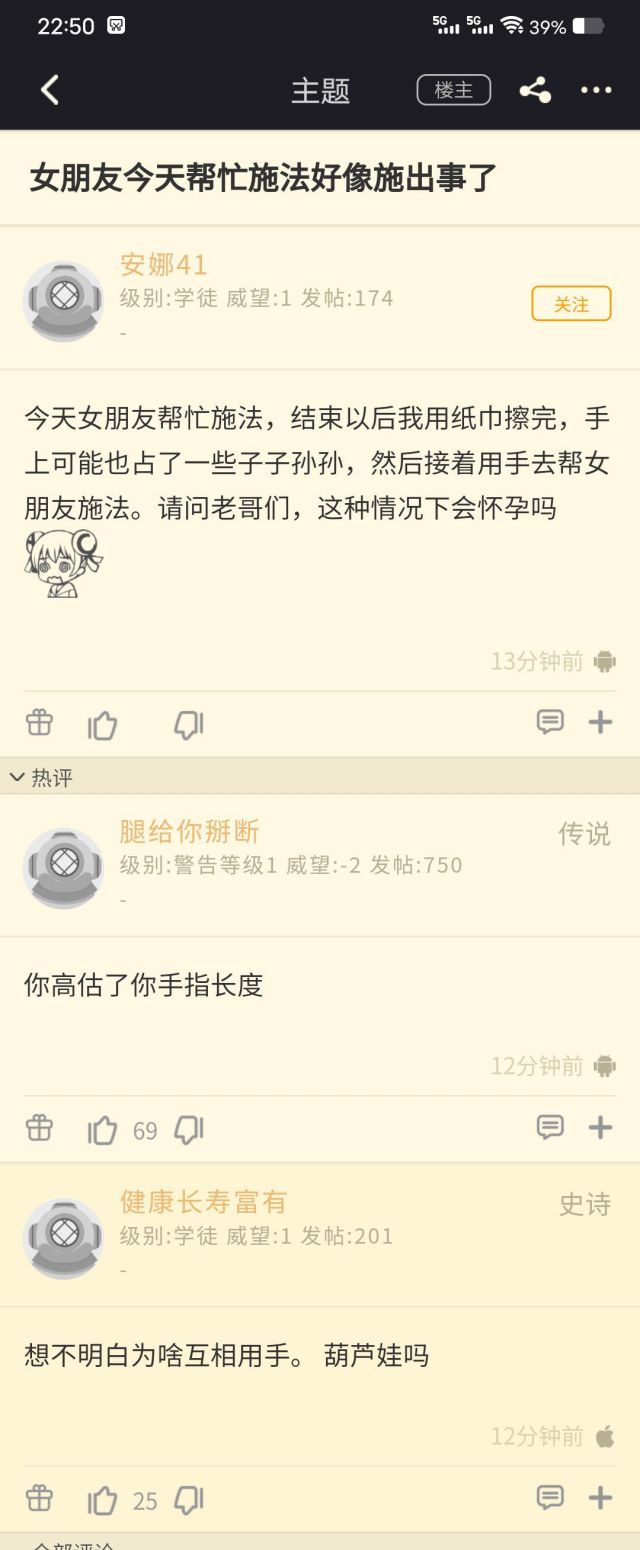 22:50
5G 5G 39%
主题 楼主
女朋友今天帮忙施法好像施出事了
安娜41
级别:学徒 威望:1 发帖:174
-
关注
今天女朋友帮忙施法，结束以后我用纸巾擦完，手
上可能也占了一些子子孙孙，然后接着用手去帮女
朋友施法。请问老哥们，这种情况下会怀孕吗
13分钟前
热评
腿给你掰断
传说
级别:警告等级1 威望:-2 发帖:750
-
你高估了你手指长度
12分钟前
69
健康长寿富有
史诗
级别:学徒 威望:1 发帖:201
-
想不明白为啥互相用手。 葫芦娃吗
12分钟前
25
全部评论